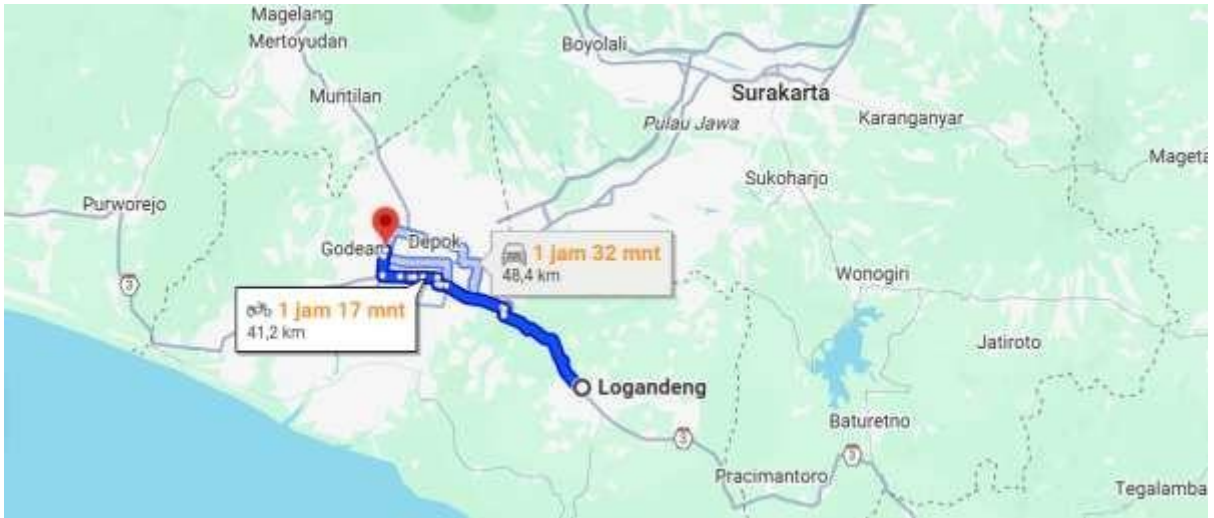 Magelang
Mertoyudan
Boyolali
Muntilan
Surakarta
Pulau Jawa
Karanganyar
Mageta
Sukoharjo
Purworejo
Godean
Depok
1 jam 32 mnt
48,4 km
Wonogiri
3
1 jam 17 mnt
41,2 km
Jatiroto
Logandeng
Baturetno
3
3
Pracimantoro
Tegalamba